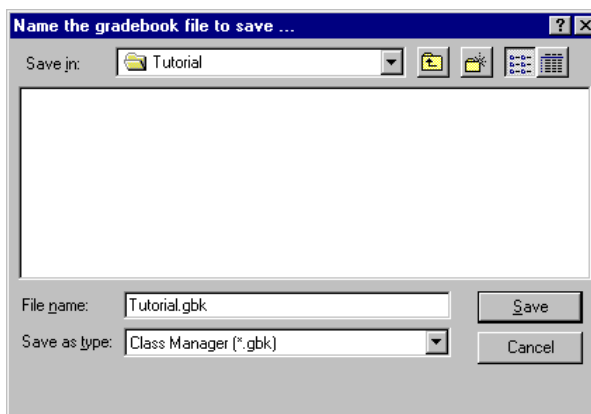 Name the gradebook file to save ...
Save in: Tutorial
File name: Tutorial.gbk Save
Save as type: Class Manager (*.gbk) Cancel